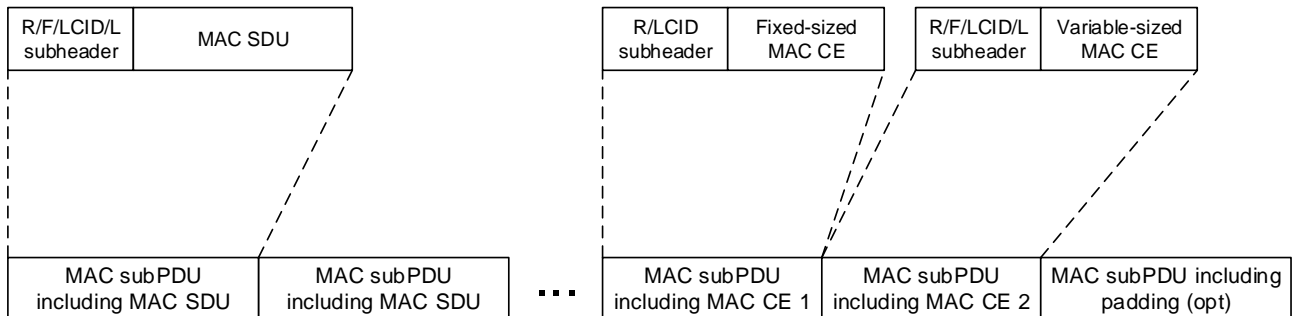 R/F/LCID/L
subheader
MAC SDU
R/LCID
subheader
Fixed-sized
MAC CE
R/F/LCID/L
subheader
Variable-sized
MAC CE
MAC subPDU
including MAC SDU
MAC subPDU
including MAC SDU
...
MAC subPDU
including MAC CE 1
MAC subPDU
including MAC CE 2
MAC subPDU including
padding (opt)